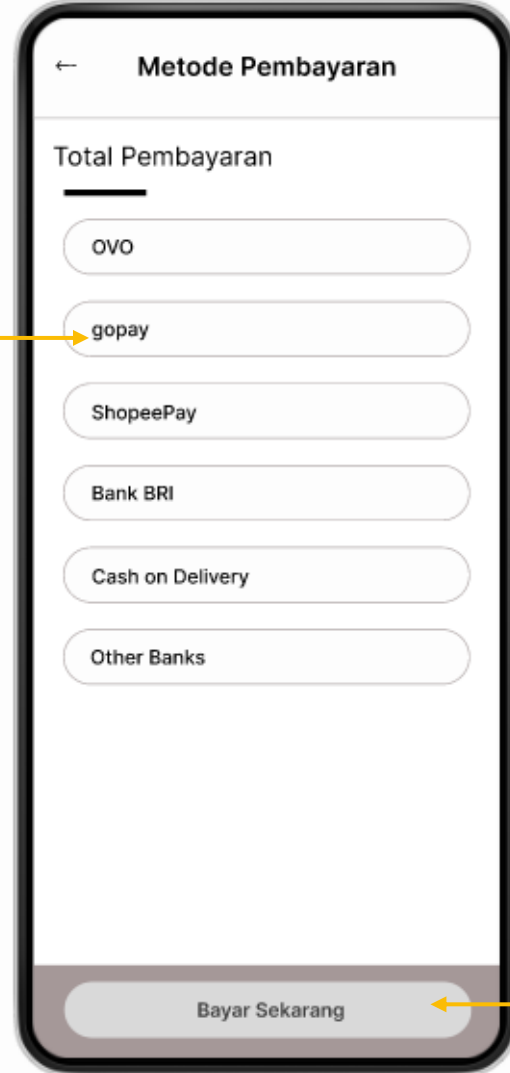 Metode Pembayaran
Total Pembayaran
OVO
gopay
ShopeePay
Bank BRI
Cash on Delivery
Other Banks
Bayar Sekarang